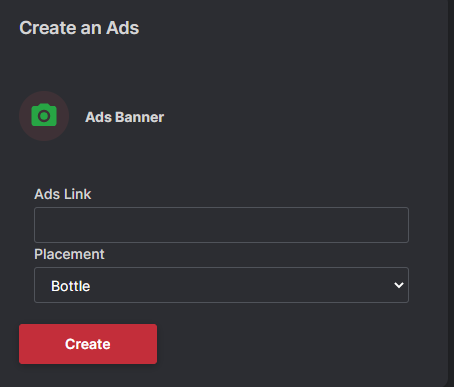 Create an Ads
Ads Banner
Ads Link
Placement
Bottle
Create